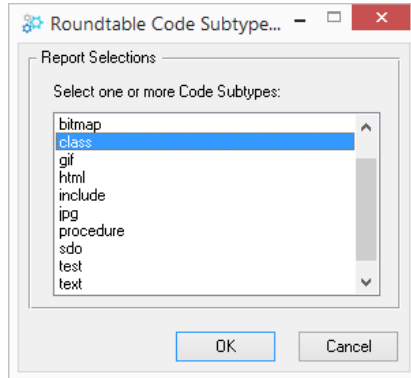 Roundtable Code Subtype...
Report Selections
Select one or more Code Subtypes:
bitmap
class
gif
html
include
jpg
procedure
sdo
test
text
OK Cancel